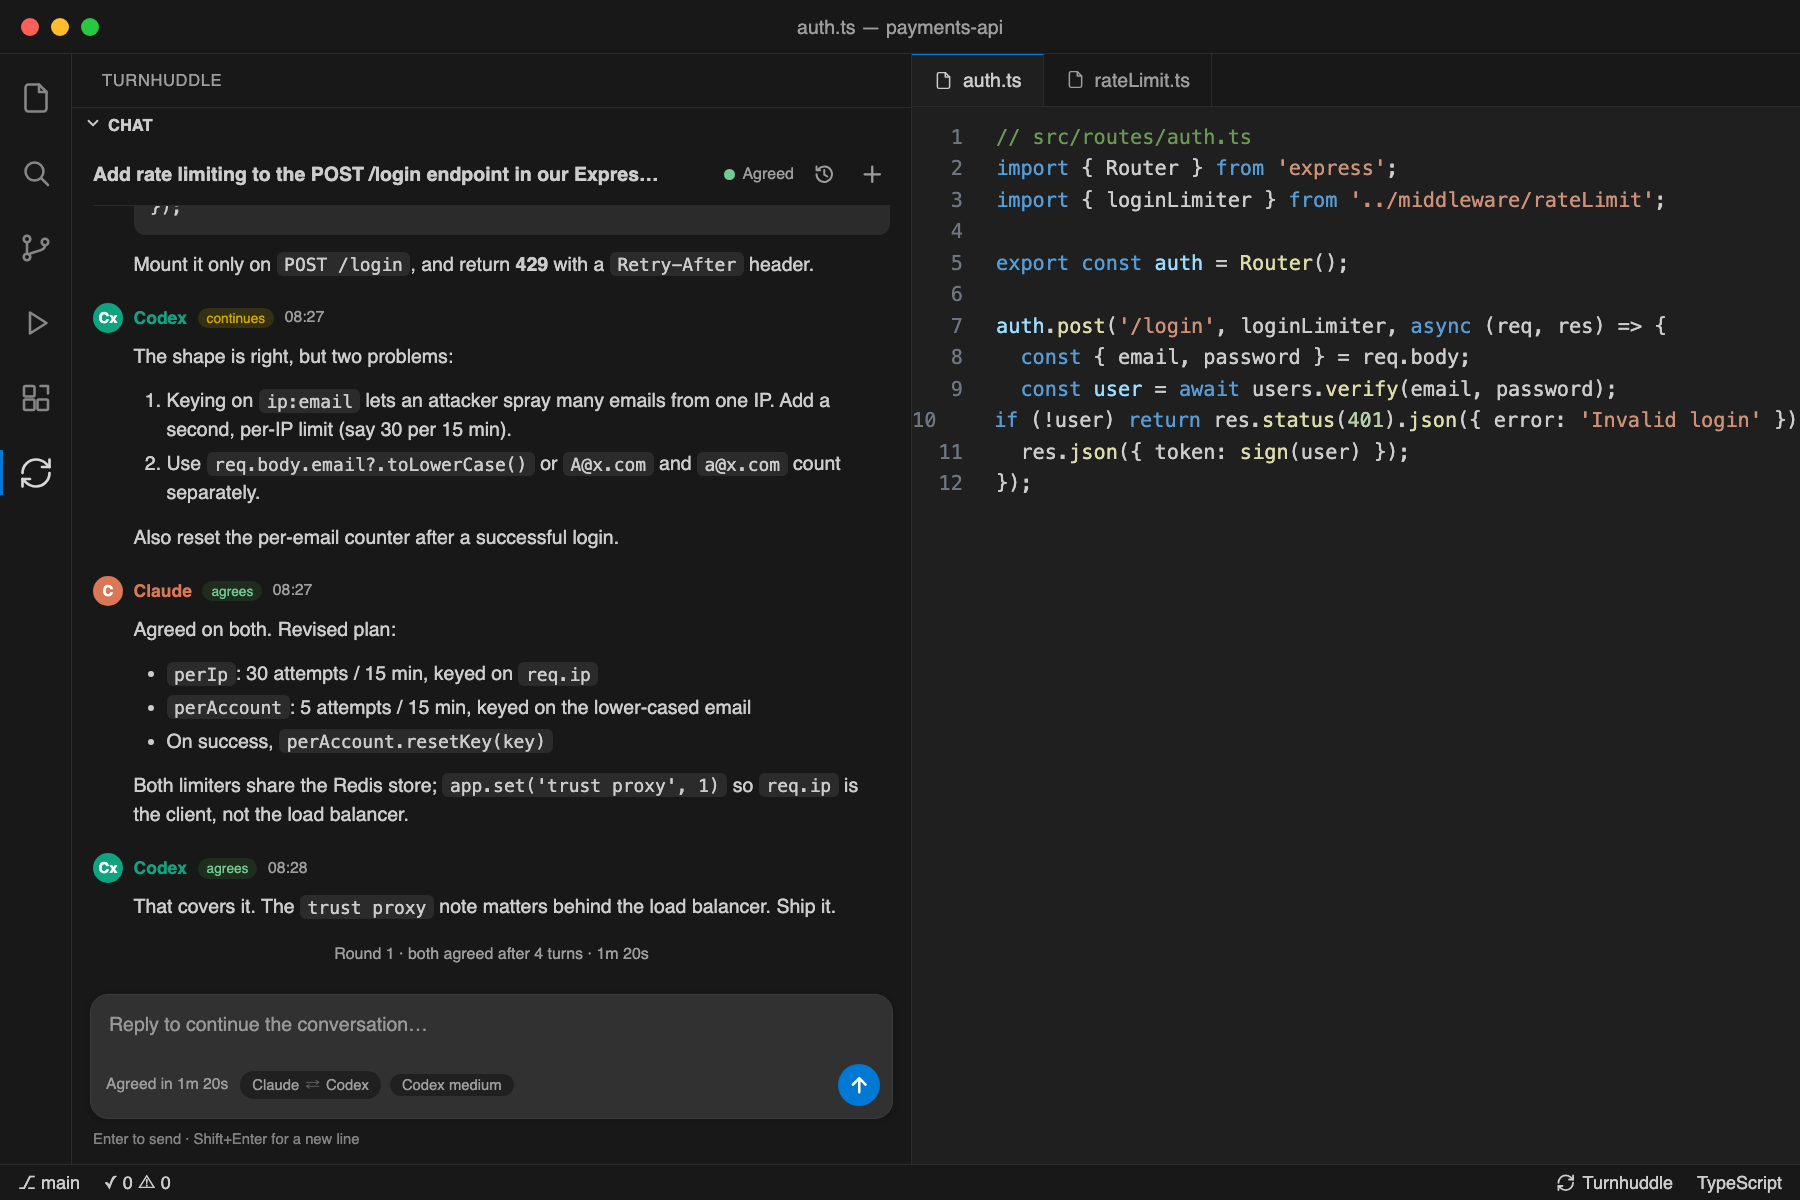 auth.ts — payments-api
TURNHUDDLE
CHAT
Add rate limiting to the POST /login endpoint in our Expres…
Agreed
});
Mount it only on POST /login, and return 429 with a Retry-After header.
Cx Codex continues 08:27
The shape is right, but two problems:
1. Keying on ip:email lets an attacker spray many emails from one IP. Add a
second, per-IP limit (say 30 per 15 min).
2. Use req.body.email?.toLowerCase() or A@x.com and a@x.com count
separately.
Also reset the per-email counter after a successful login.
C Claude agrees 08:27
Agreed on both. Revised plan:
• perIp: 30 attempts / 15 min, keyed on req.ip
• perAccount: 5 attempts / 15 min, keyed on the lower-cased email
• On success, perAccount.resetKey(key)
Both limiters share the Redis store; app.set('trust proxy', 1) so req.ip is
the client, not the load balancer.
Cx Codex agrees 08:28
That covers it. The trust proxy note matters behind the load balancer. Ship it.
Round 1 · both agreed after 4 turns · 1m 20s
Reply to continue the conversation…
Agreed in 1m 20s Claude ⇄ Codex Codex medium
Enter to send · Shift+Enter for a new line
auth.ts rateLimit.ts
1 // src/routes/auth.ts
2 import { Router } from 'express';
3 import { loginLimiter } from '../middleware/rateLimit';
4
5 export const auth = Router();
6
7 auth.post('/login', loginLimiter, async (req, res) => {
8 const { email, password } = req.body;
9 const user = await users.verify(email, password);
10 if (!user) return res.status(401).json({ error: 'Invalid login' })
11 res.json({ token: sign(user) });
12 });
main ✓ 0 ⚠ 0
Turnhuddle TypeScript